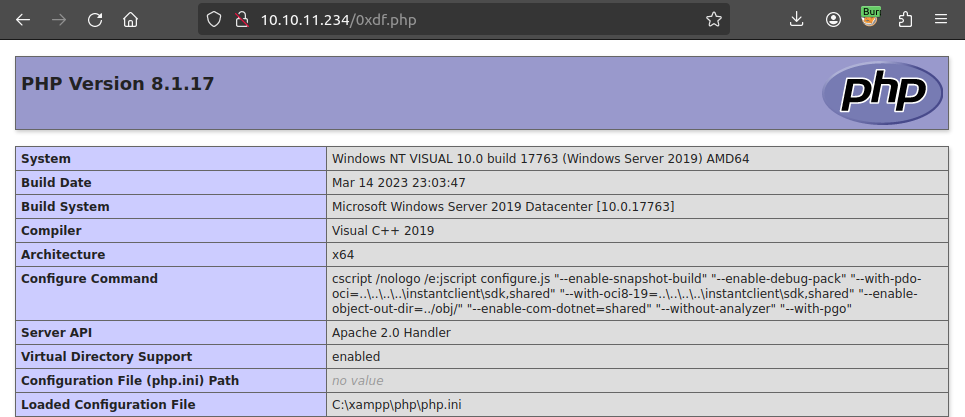 10.10.11.234/0xdf.php
Burp
PHP Version 8.1.17
php
System Windows NT VISUAL 10.0 build 17763 (Windows Server 2019) AMD64
Build Date Mar 14 2023 23:03:47
Build System Microsoft Windows Server 2019 Datacenter [10.0.17763]
Compiler Visual C++ 2019
Architecture x64
Configure Command cscript /nologo /e:jscript configure.js "--enable-snapshot-build" "--enable-debug-pack" "--with-pdo-
oci=..\..\..\..\instantclient\sdk,shared" "--with-oci8-19=..\..\..\..\instantclient\sdk,shared" "--enable-
object-out-dir=../obj/" "--enable-com-dotnet=shared" "--without-analyzer" "--with-pgo"
Server API Apache 2.0 Handler
Virtual Directory Support enabled
Configuration File (php.ini) Path no value
Loaded Configuration File C:\xampp\php\php.ini